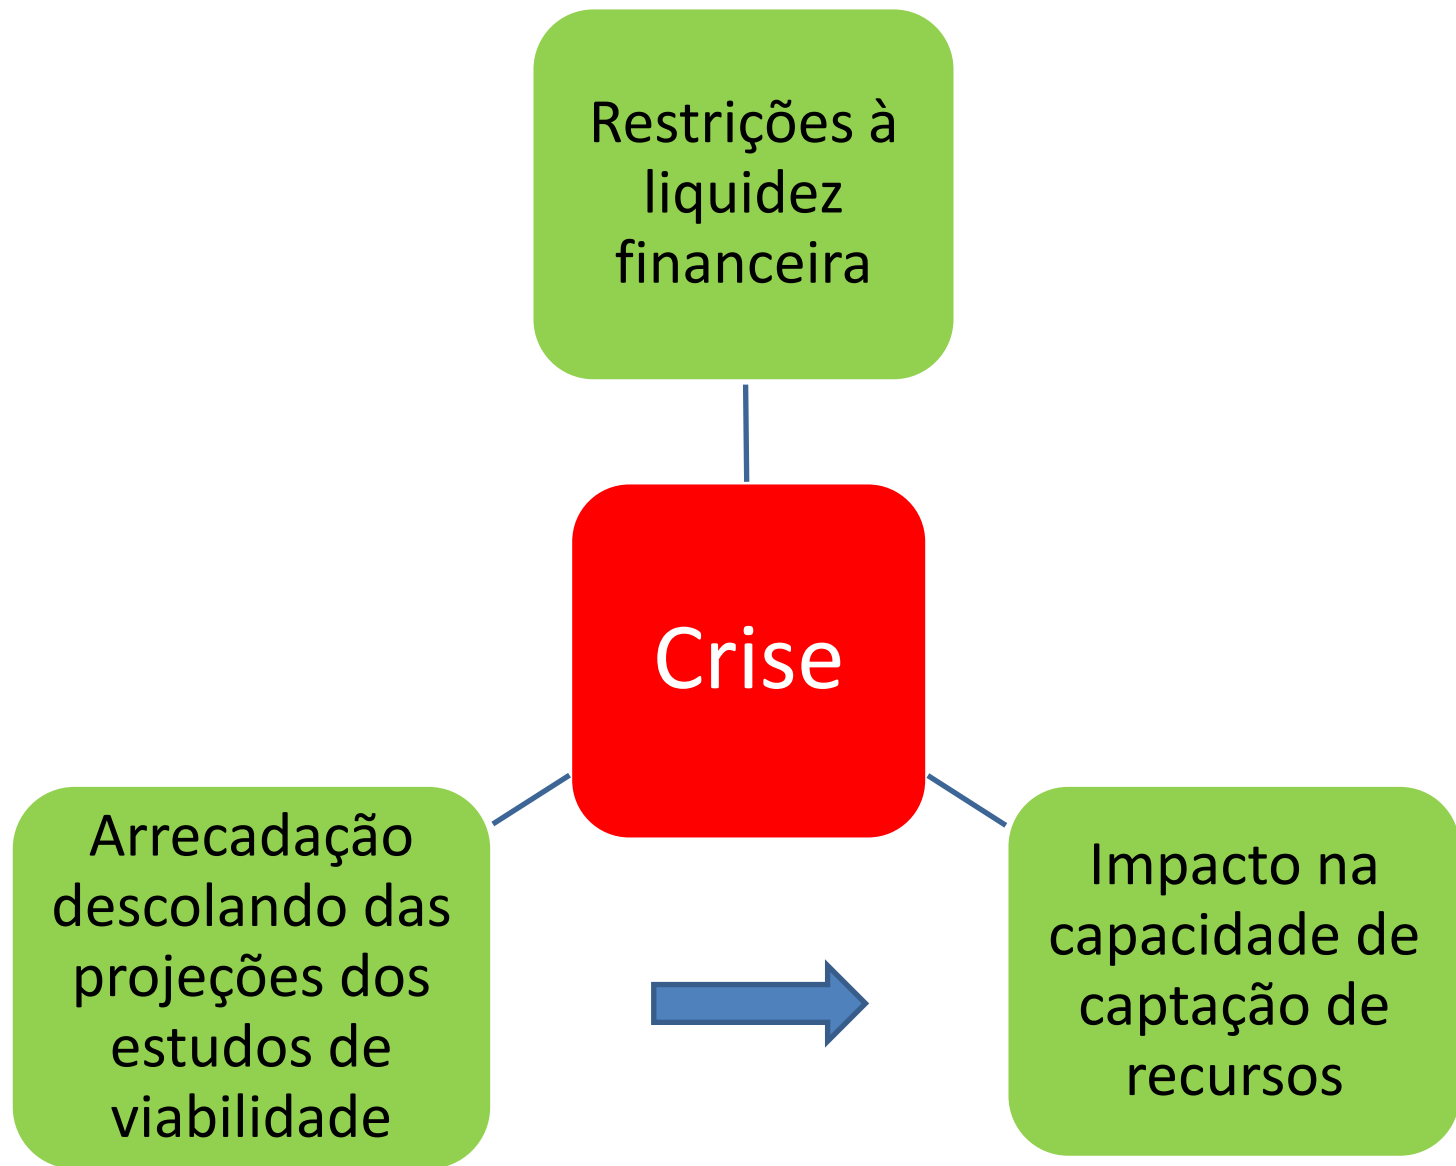 Restrições à
liquidez
financeira
Crise
Arrecadação
descolando das
projeções dos
estudos de
viabilidade
Impacto na
capacidade de
captação de
recursos